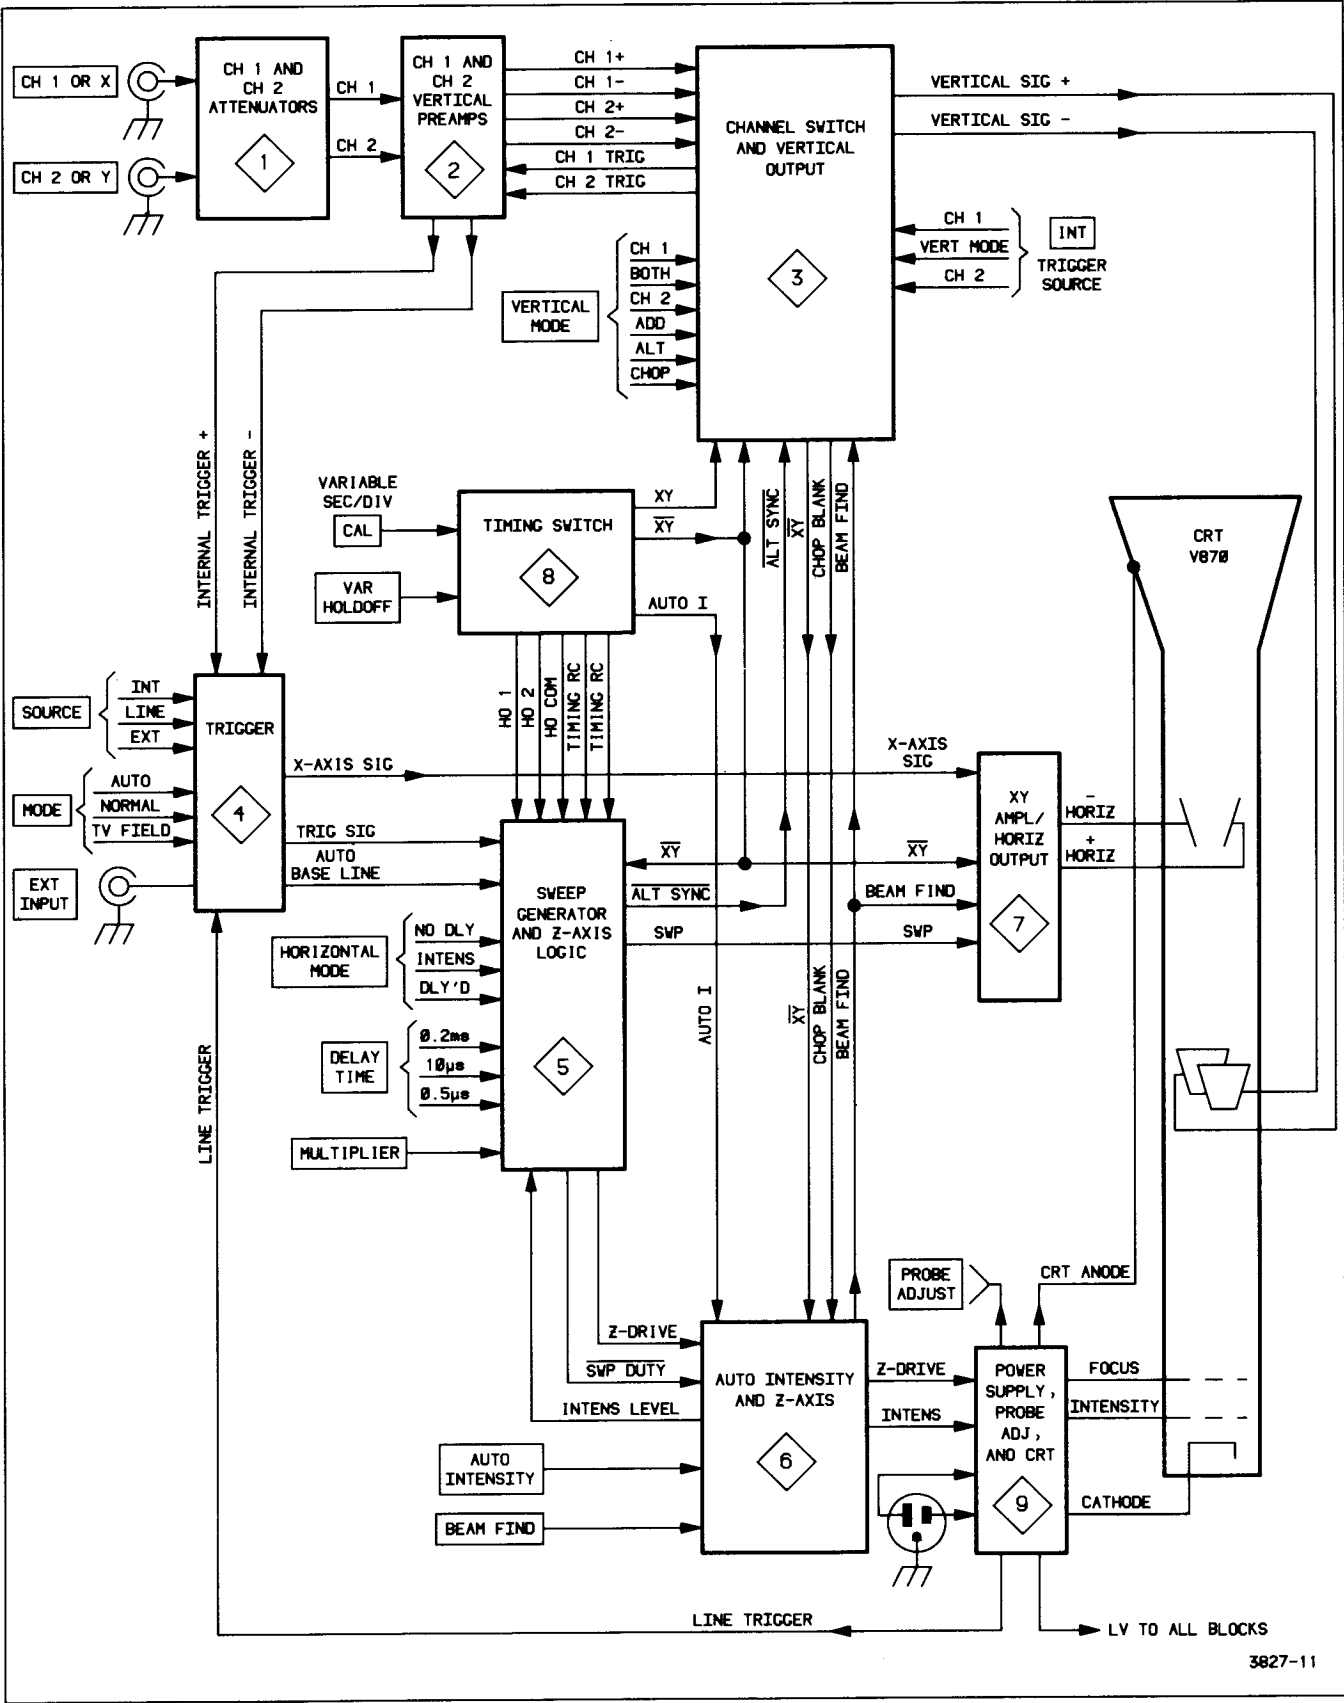 CH 1 OR X
CH 2 OR Y
CH 1 AND
CH 2
ATTENUATORS
1
CH 1
CH 2
CH 1 AND
CH 2
VERTICAL
PREAMPS
2
CH 1+
CH 1-
CH 2+
CH 2-
CH 1 TRIG
CH 2 TRIG
CHANNEL SWITCH
AND VERTICAL
OUTPUT
3
VERTICAL SIG +
VERTICAL SIG -
CH 1
VERT MODE
CH 2
INT
TRIGGER
SOURCE
VERTICAL
MODE
CH 1
BOTH
CH 2
ADD
ALT
CHOP
INTERNAL TRIGGER +
INTERNAL TRIGGER -
VARIABLE
SEC/DIV
CAL
VAR
HOLDOFF
TIMING SWITCH
8
XY
XY
AUTO I
ALT SYNC
XY
CHOP BLANK
BEAM FIND
CRT
V870
HO 1
HO 2
HO COM
TIMING RC
TIMING RC
SOURCE
INT
LINE
EXT
MODE
AUTO
NORMAL
TV FIELD
EXT
INPUT
TRIGGER
4
X-AXIS SIG
TRIG SIG
AUTO
BASE LINE
X-AXIS
SIG
XY
AMPL/
HORIZ
OUTPUT
7
-
HORIZ
+
HORIZ
XY
XY
ALT SYNC
BEAM FIND
SWP
SWP
SWEEP
GENERATOR
AND Z-AXIS
LOGIC
5
HORIZONTAL
MODE
NO DLY
INTENS
DLY'D
DELAY
TIME
0.2ms
10µs
0.5µs
MULTIPLIER
LINE TRIGGER
AUTO I
XY
CHOP BLANK
BEAM FIND
PROBE
ADJUST
CRT ANODE
Z-DRIVE
SWP DUTY
INTENS LEVEL
AUTO INTENSITY
AND Z-AXIS
6
AUTO
INTENSITY
BEAM FIND
Z-DRIVE
INTENS
POWER
SUPPLY,
PROBE
ADJ,
AND CRT
9
FOCUS
INTENSITY
CATHODE
LINE TRIGGER
LV TO ALL BLOCKS
3827-11